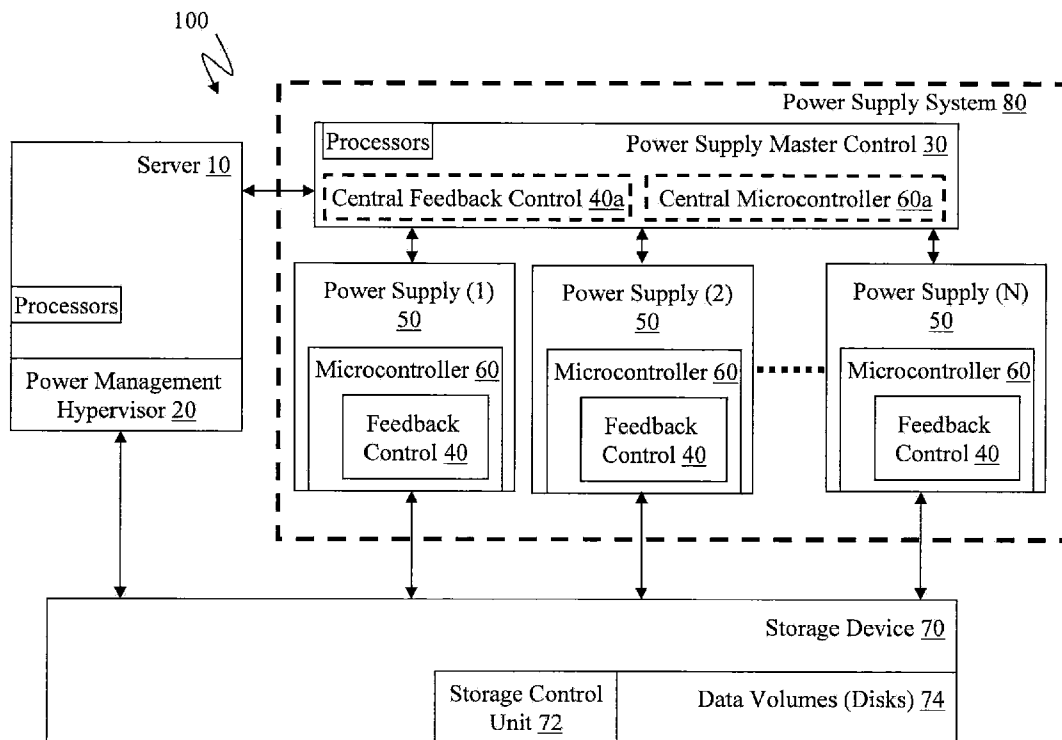 100
Power Supply System 80
Server 10
Processors
Power Management
Hypervisor 20
Processors
Power Supply Master Control 30
Central Feedback Control 40a
Central Microcontroller 60a
Power Supply (1)
50
Microcontroller 60
Feedback
Control 40
Power Supply (2)
50
Microcontroller 60
Feedback
Control 40
Power Supply (N)
50
Microcontroller 60
Feedback
Control 40
Storage Device 70
Storage Control
Unit 72
Data Volumes (Disks) 74